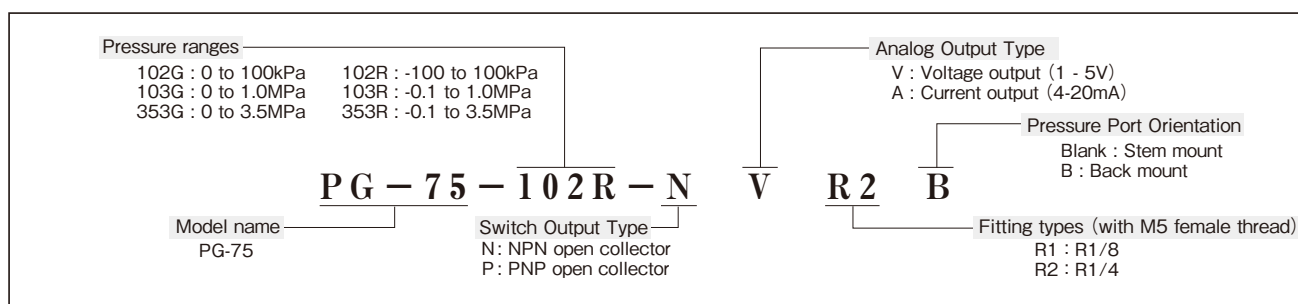 Pressure ranges
102G : 0 to 100kPa 102R : -100 to 100kPa
103G : 0 to 1.0MPa 103R : -0.1 to 1.0MPa
353G : 0 to 3.5MPa 353R : -0.1 to 3.5MPa
Analog Output Type
V : Voltage output (1 - 5V)
A : Current output (4-20mA)
Pressure Port Orientation
Blank : Stem mount
B : Back mount
PG-75-102R-N V R2 B
Model name
PG-75
Switch Output Type
N : NPN open collector
P : PNP open collector
Fitting types (with M5 female thread)
R1 : R1/8
R2 : R1/4